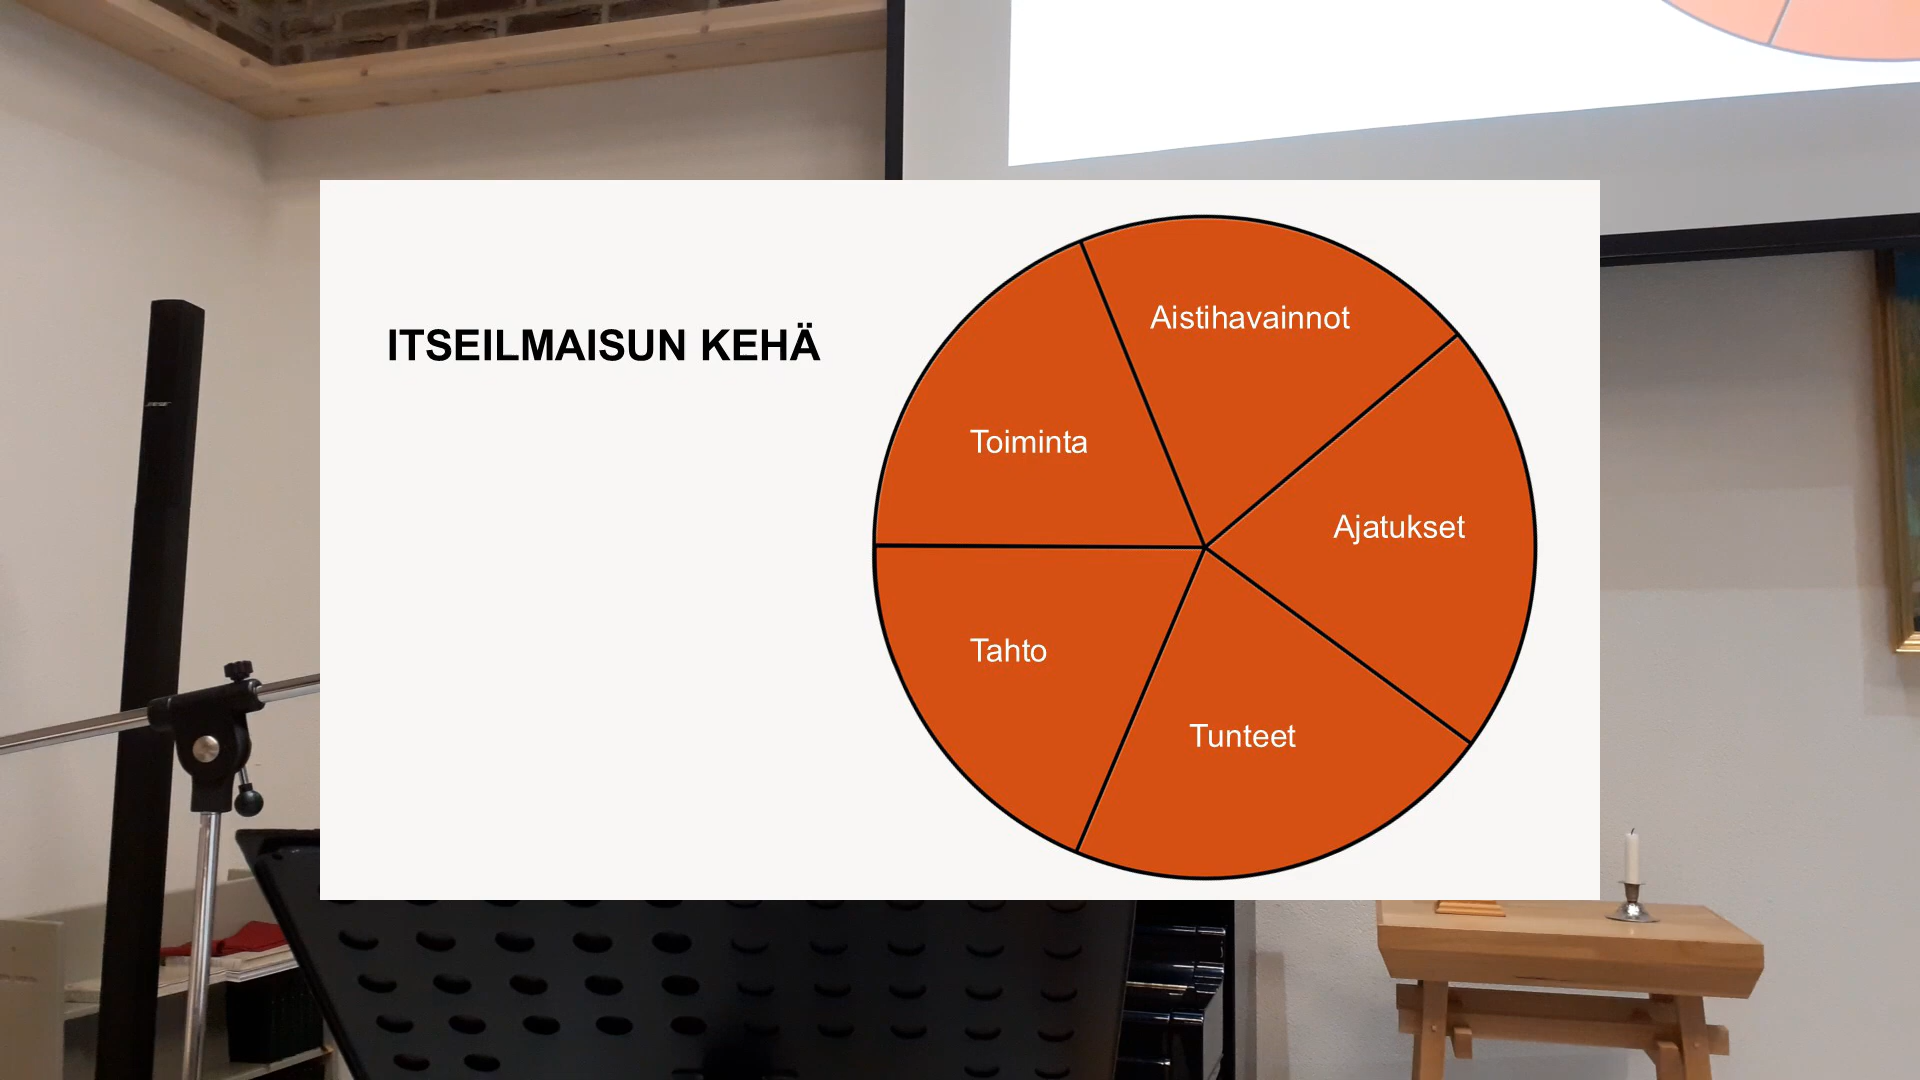 ITSEILMAISUN KEHÄ
Aistihavainnot
Toiminta
Ajatukset
Tahto
Tunteet